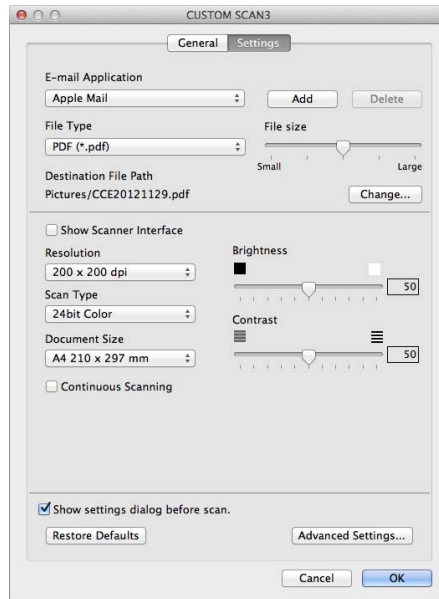 CUSTOM SCAN3
General Settings
E-mail Application
Apple Mail Add Delete
File Type File size
PDF (*.pdf)
Small Large
Destination File Path
Pictures/CCE20121129.pdf Change...
Show Scanner Interface
Resolution Brightness
200 x 200 dpi
50
Scan Type
24bit Color
Contrast
Document Size
A4 210 x 297 mm 50
Continuous Scanning
Show settings dialog before scan.
Restore Defaults Advanced Settings...
Cancel OK